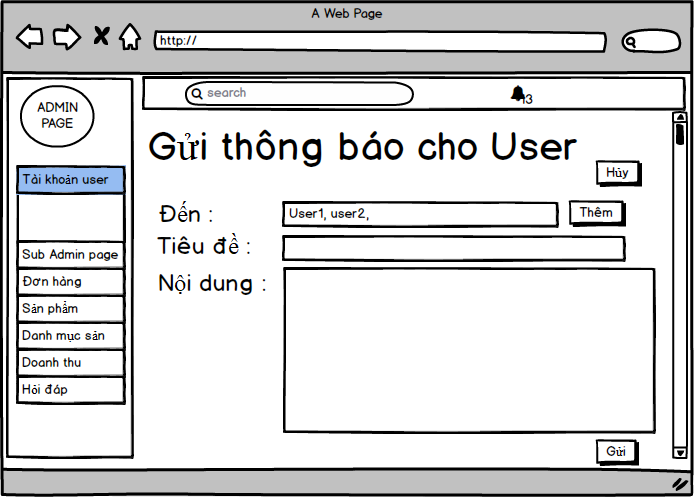 A Web Page
http://
search
13
ADMIN
PAGE
Tài khoản user
Sub Admin page
Đơn hàng
Sản phẩm
Danh mục sản
Doanh thu
Hỏi đáp
Gửi thông báo cho User
Hủy
Đến :
User1, user2,
Thêm
Tiêu đề :
Nội dung :
Gửi